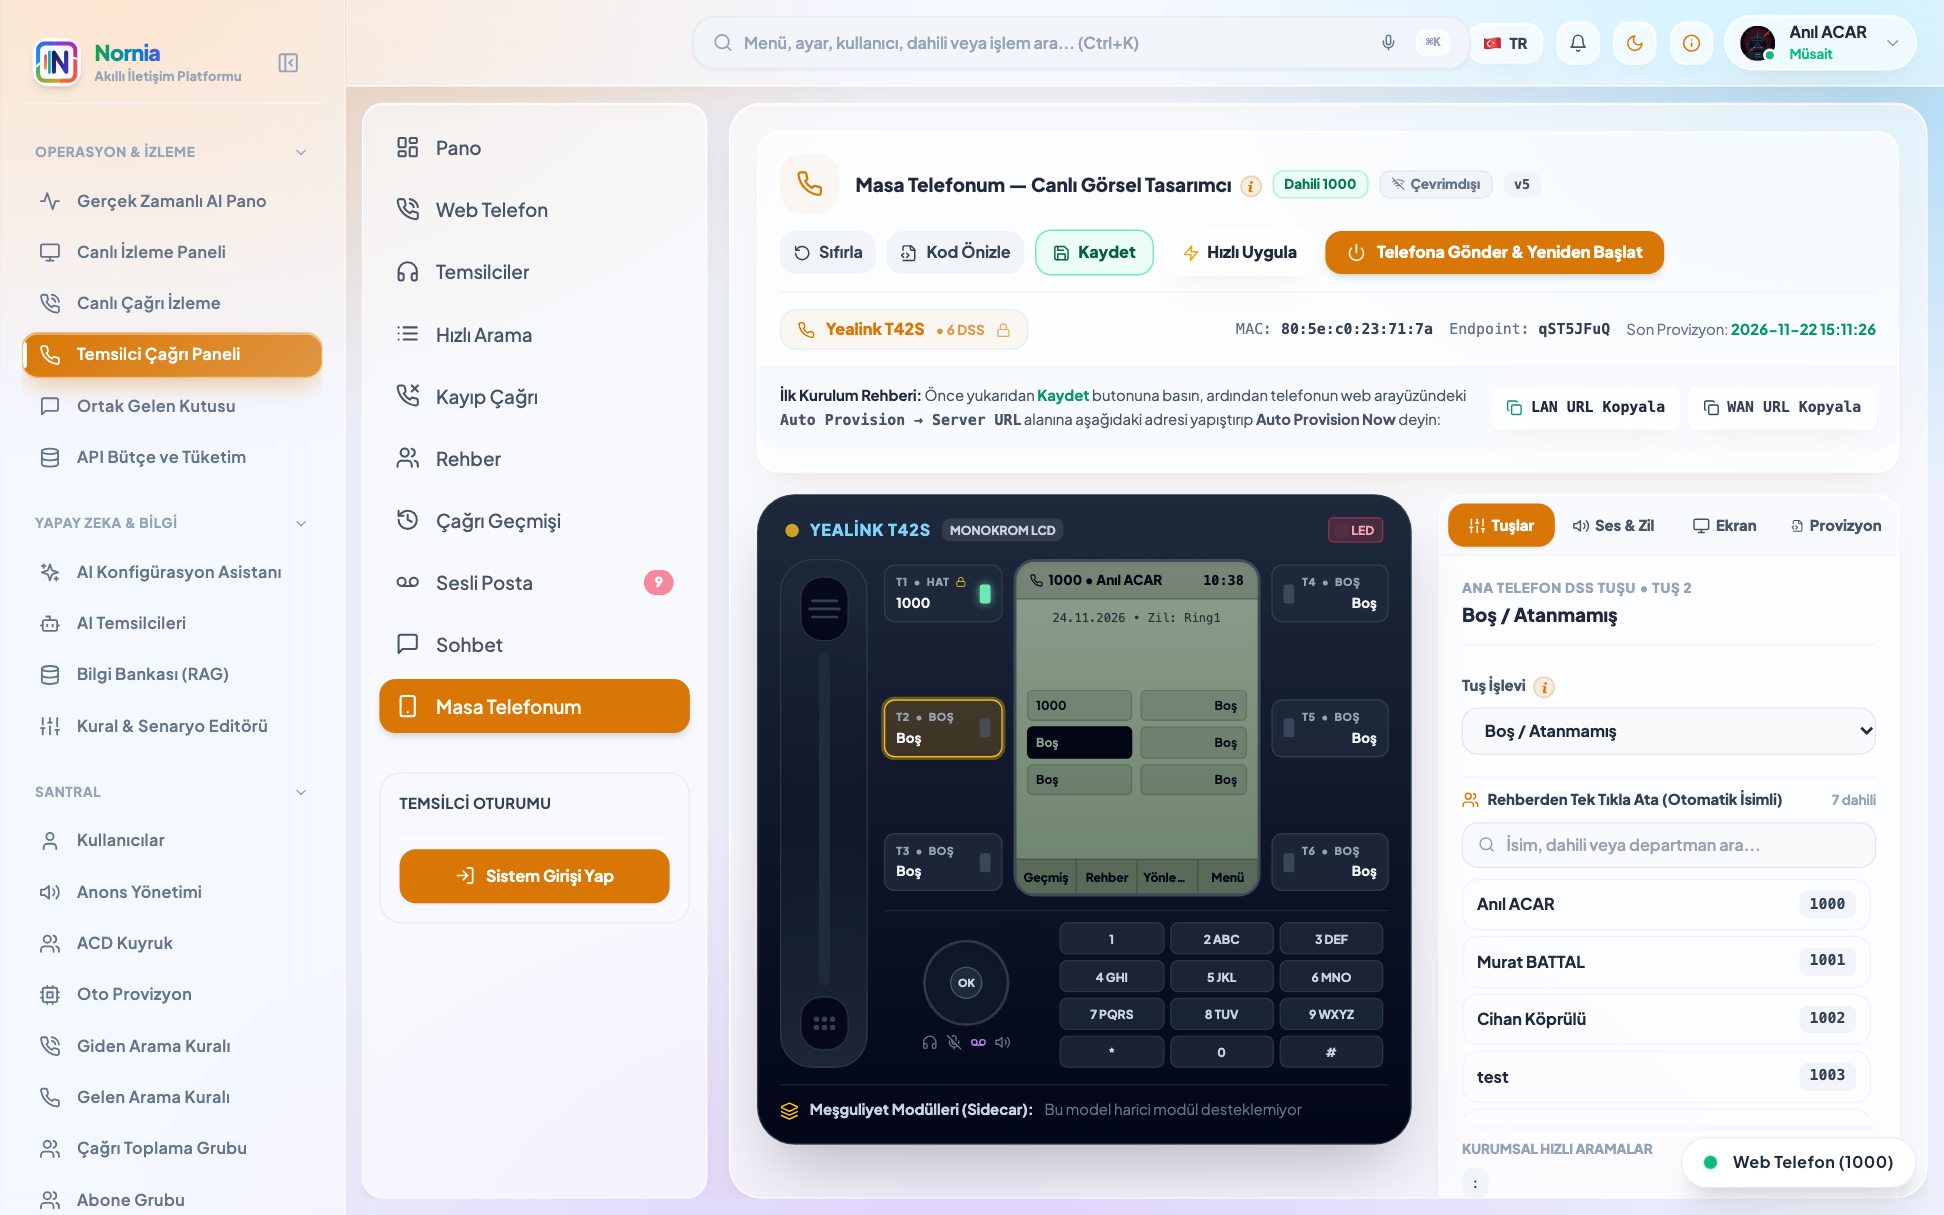 Nornia
Akıllı İletişim Platformu
Menü, ayar, kullanıcı, dahili veya işlem ara... (Ctrl+K)
⌘K
TR
Anıl ACAR
Müsait
OPERASYON & İZLEME
Gerçek Zamanlı AI Pano
Canlı İzleme Paneli
Canlı Çağrı İzleme
Temsilci Çağrı Paneli
Ortak Gelen Kutusu
API Bütçe ve Tüketim
YAPAY ZEKA & BİLGİ
AI Konfigürasyon Asistanı
AI Temsilcileri
Bilgi Bankası (RAG)
Kural & Senaryo Editörü
SANTRAL
Kullanıcılar
Anons Yönetimi
ACD Kuyruk
Oto Provizyon
Giden Arama Kuralı
Gelen Arama Kuralı
Çağrı Toplama Grubu
Abone Grubu
Pano
Web Telefon
Temsilciler
Hızlı Arama
Kayıp Çağrı
Rehber
Çağrı Geçmişi
Sesli Posta 9
Sohbet
Masa Telefonum
TEMSİLCİ OTURUMU
Sistem Girişi Yap
Masa Telefonum — Canlı Görsel Tasarımcı i Dahili 1000 Çevrimdışı v5
Sıfırla Kod Önizle Kaydet Hızlı Uygula Telefona Gönder & Yeniden Başlat
Yealink T42S • 6 DSS MAC: 80:5e:c0:23:71:7a Endpoint: qST5JFuQ Son Provizyon: 2026-11-22 15:11:26
İlk Kurulum Rehberi: Önce yukarıdan Kaydet butonuna basın, ardından telefonun web arayüzündeki
Auto Provision → Server URL alanına aşağıdaki adresi yapıştırıp Auto Provision Now deyin:
LAN URL Kopyala WAN URL Kopyala
YEALİNK T42S MONOKROM LCD LED
T1 • HAT
1000
T2 • BOŞ
Boş
T3 • BOŞ
Boş
1000 • Anıl ACAR 10:38
24.11.2026 • Zil: Ring1
1000 Boş
Boş Boş
Boş Boş
Geçmiş Rehber Yönle... Menü
T4 • BOŞ
Boş
T5 • BOŞ
Boş
T6 • BOŞ
Boş
OK
1 2 ABC 3 DEF
4 GHI 5 JKL 6 MNO
7 PQRS 8 TUV 9 WXYZ
* 0 #
Meşguliyet Modülleri (Sidecar): Bu model harici modül desteklemiyor
Tuşlar Ses & Zil Ekran Provizyon
ANA TELEFON DSS TUŞU • TUŞ 2
Boş / Atanmamış
Tuş İşlevi i
Boş / Atanmamış
Rehberden Tek Tıkla Ata (Otomatik İsimli) 7 dahili
İsim, dahili veya departman ara...
Anıl ACAR 1000
Murat BATTAL 1001
Cihan Köprülü 1002
test 1003
KURUMSAL HIZLI ARAMALAR
:
Web Telefon (1000)